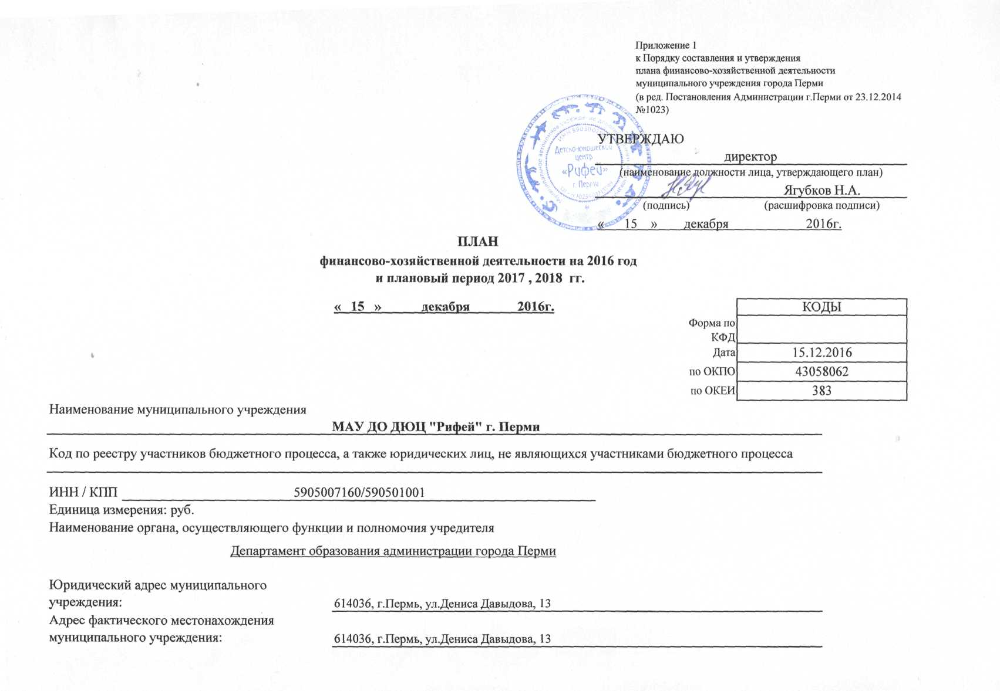 Приложение 1
к Порядку составления и утверждения
плана финансово-хозяйственной деятельности
муниципального учреждения города Перми
(в ред. Постановления Администрации г.Перми от 23.12.2014
№1023)
УТВЕРЖДАЮ
директор
(наименование должности лица, утверждающего план)
Ягубков Н.А.
(подпись) (расшифровка подписи)
« 15 » декабря 2016г.
Детско-юношеский
центр
«Рифей»
г. Перми
ПЛАН
финансово-хозяйственной деятельности на 2016 год
и плановый период 2017 , 2018 гг.
« 15 » декабря 2016г.
КОДЫ
Форма по
КФД
Дата 15.12.2016
по ОКПО 43058062
по ОКЕИ 383
Наименование муниципального учреждения
МАУ ДО ДЮЦ "Рифей" г. Перми
Код по реестру участников бюджетного процесса, а также юридических лиц, не являющихся участниками бюджетного процесса
ИНН / КПП 5905007160/590501001
Единица измерения: руб.
Наименование органа, осуществляющего функции и полномочия учредителя
Департамент образования администрации города Перми
Юридический адрес муниципального
учреждения: 614036, г.Пермь, ул.Дениса Давыдова, 13
Адрес фактического местонахождения
муниципального учреждения: 614036, г.Пермь, ул.Дениса Давыдова, 13